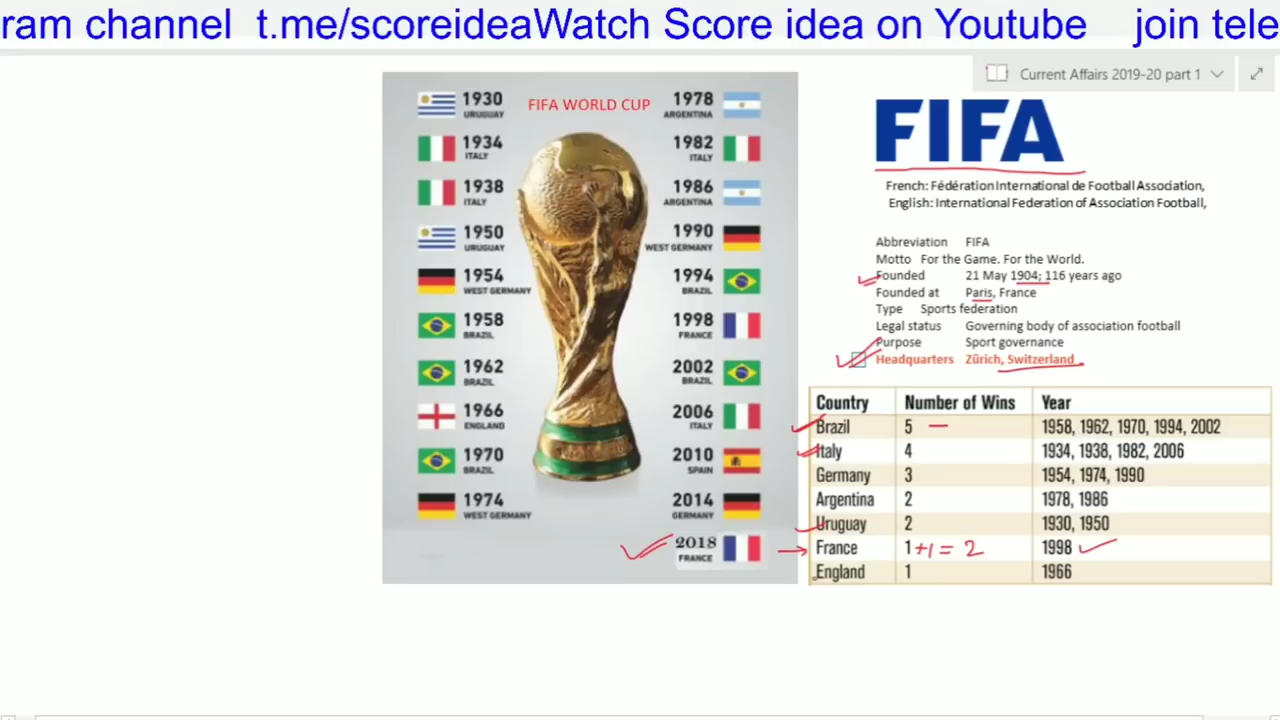 ram channel t.me/scoreideaWatch Score idea on Youtube join tele
Current Affairs 2019-20 part 1
FIFA WORLD CUP
1930
URUGUAY
1934
ITALY
1938
ITALY
1950
URUGUAY
1954
WEST GERMANY
1958
BRAZIL
1962
BRAZIL
1966
ENGLAND
1970
BRAZIL
1974
WEST GERMANY
1978
ARGENTINA
1982
ITALY
1986
ARGENTINA
1990
WEST GERMANY
1994
BRAZIL
1998
FRANCE
2002
BRAZIL
2006
ITALY
2010
SPAIN
2014
GERMANY
2018
FRANCE
FIFA
French: Fédération International de Football Association,
English: International Federation of Association Football,
Abbreviation FIFA
Motto For the Game. For the World.
Founded 21 May 1904; 116 years ago
Founded at Paris, France
Type Sports federation
Legal status Governing body of association football
Purpose Sport governance
Headquarters Zürich, Switzerland
Country Number of Wins Year
Brazil 5 1958, 1962, 1970, 1994, 2002
Italy 4 1934, 1938, 1982, 2006
Germany 3 1954, 1974, 1990
Argentina 2 1978, 1986
Uruguay 2 1930, 1950
France 1 +1 = 2 1998
England 1 1966